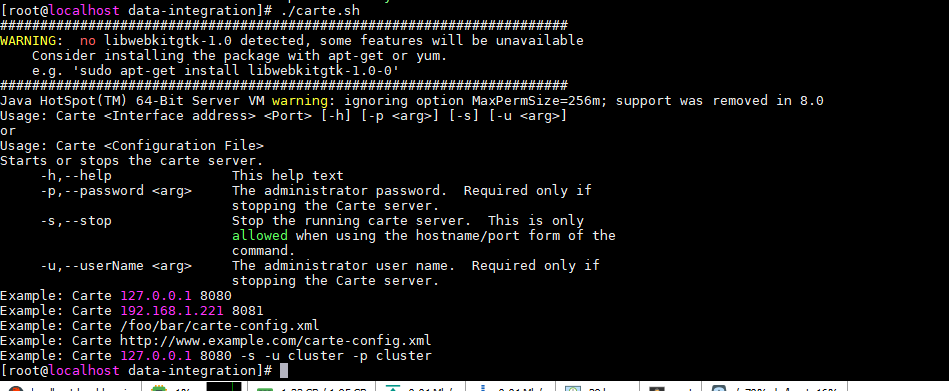 [root@localhost data-integration]# ./carte.sh
#######################################################################
WARNING:  no libwebkitgtk-1.0 detected, some features will be unavailable
    Consider installing the package with apt-get or yum.
    e.g. 'sudo apt-get install libwebkitgtk-1.0-0'
#######################################################################
Java HotSpot(TM) 64-Bit Server VM warning: ignoring option MaxPermSize=256m; support was removed in 8.0
Usage: Carte <Interface address> <Port> [-h] [-p <arg>] [-s] [-u <arg>]
or
Usage: Carte <Configuration File>
Starts or stops the carte server.
     -h,--help               This help text
     -p,--password <arg>     The administrator password.  Required only if
                             stopping the Carte server.
     -s,--stop               Stop the running carte server.  This is only
                             allowed when using the hostname/port form of the
                             command.
     -u,--userName <arg>     The administrator user name.  Required only if
                             stopping the Carte server.
Example: Carte 127.0.0.1 8080
Example: Carte 192.168.1.221 8081
Example: Carte /foo/bar/carte-config.xml
Example: Carte http://www.example.com/carte-config.xml
Example: Carte 127.0.0.1 8080 -s -u cluster -p cluster
[root@localhost data-integration]#